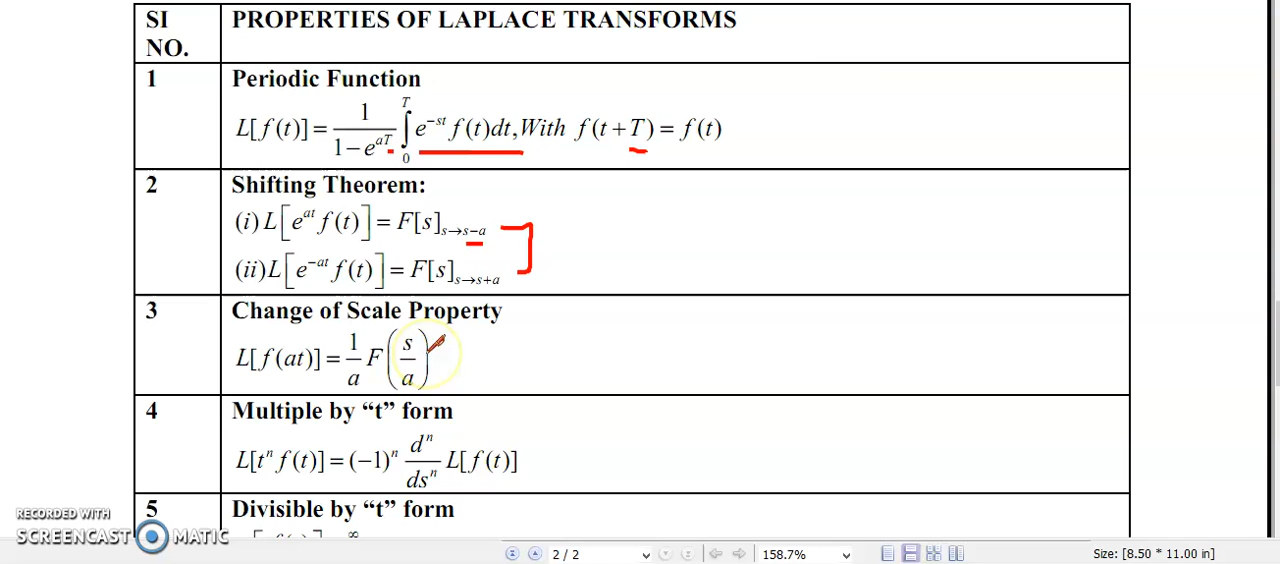 SI NO. PROPERTIES OF LAPLACE TRANSFORMS
1 Periodic Function
L[f(t)] = 1/(1 − e^{aT}) ∫_0^T e^{−st} f(t)dt, With f(t+T) = f(t)
2 Shifting Theorem:
(i) L[e^{at} f(t)] = F[s]_{s→s−a}
(ii) L[e^{−at} f(t)] = F[s]_{s→s+a}
3 Change of Scale Property
L[f(at)] = 1/a F(s/a)
4 Multiple by “t” form
L[t^n f(t)] = (−1)^n d^n/ds^n L[f(t)]
5 Divisible by “t” form
RECORDED WITH
SCREENCAST MATIC
2 / 2 158.7% Size: [8.50 * 11.00 in]